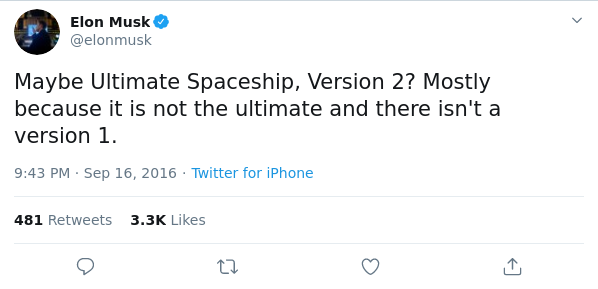 Elon Musk
@elonmusk
Maybe Ultimate Spaceship, Version 2? Mostly
because it is not the ultimate and there isn't a
version 1.
9:43 PM · Sep 16, 2016 · Twitter for iPhone
481 Retweets 3.3K Likes